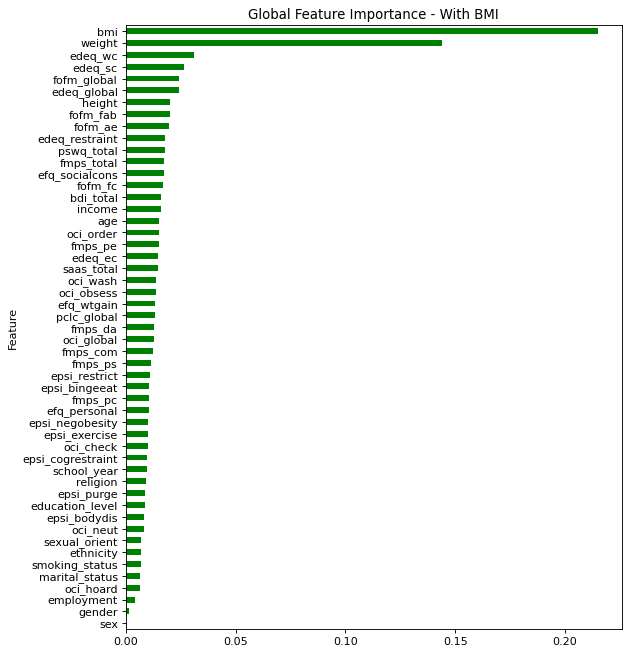 Global Feature Importance - With BMI
bmi
weight
edeq_wc
edeq_sc
fofm_global
edeq_global
height
fofm_fab
fofm_ae
edeq_restraint
pswq_total
fmps_total
efq_socialcons
fofm_fc
bdi_total
income
age
oci_order
fmps_pe
edeq_ec
saas_total
oci_wash
oci_obsess
efq_wtgain
pclc_global
fmps_da
oci_global
fmps_com
fmps_ps
epsi_restrict
epsi_bingeeat
fmps_pc
efq_personal
epsi_negobesity
epsi_exercise
oci_check
epsi_cogrestraint
school_year
religion
epsi_purge
education_level
epsi_bodydis
oci_neut
sexual_orient
ethnicity
smoking_status
marital_status
oci_hoard
employment
gender
sex
Feature
0.00 0.05 0.10 0.15 0.20